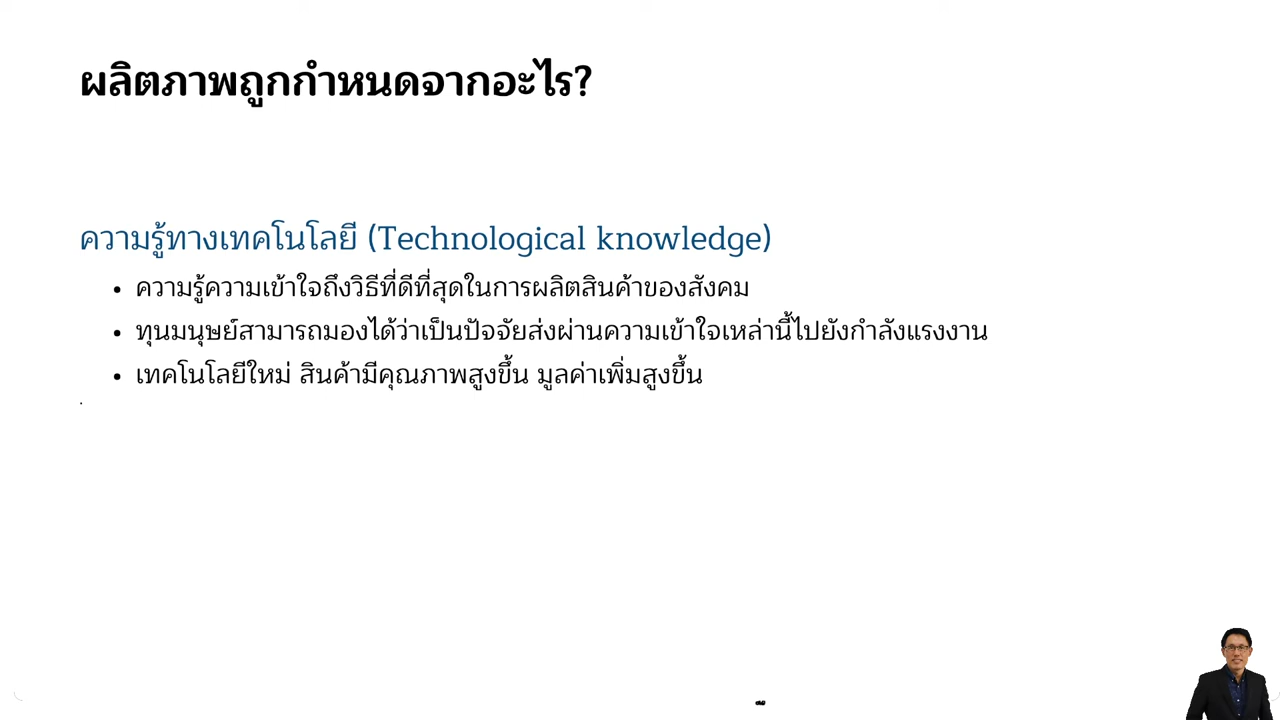 ผลิตภาพถูกกำหนดจากอะไร?
ความรู้ทางเทคโนโลยี (Technological knowledge)
• ความรู้ความเข้าใจถึงวิธีที่ดีที่สุดในการผลิตสินค้าของสังคม
• ทุนมนุษย์สามารถมองได้ว่าเป็นปัจจัยส่งผ่านความเข้าใจเหล่านี้ไปยังกำลังแรงงาน
• เทคโนโลยีใหม่ สินค้ามีคุณภาพสูงขึ้น มูลค่าเพิ่มสูงขึ้น
.